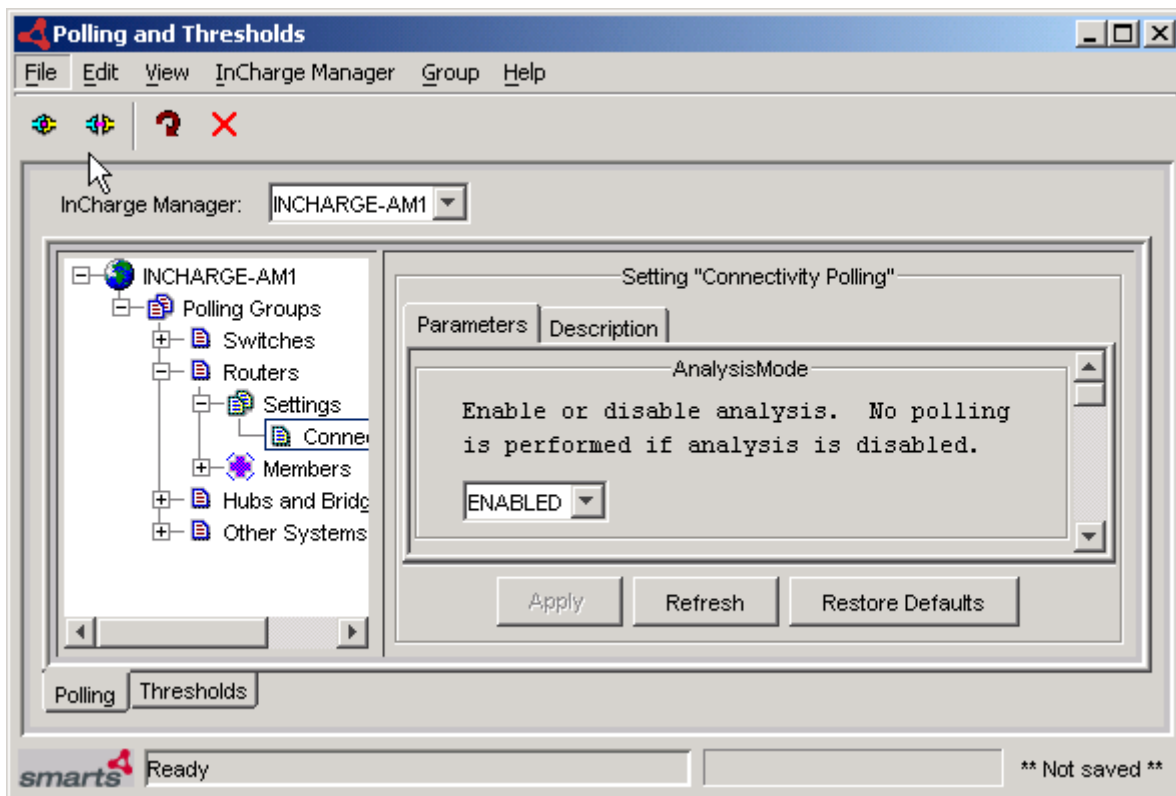 Polling and Thresholds
File Edit View InCharge Manager Group Help
InCharge Manager: INCHARGE-AM1
INCHARGE-AM1
Polling Groups
Switches
Routers
Settings
Connec
Members
Hubs and Bridg
Other Systems
Setting "Connectivity Polling"
Parameters Description
AnalysisMode
Enable or disable analysis. No polling
is performed if analysis is disabled.
ENABLED
Apply Refresh Restore Defaults
Polling Thresholds
smarts Ready ** Not saved **